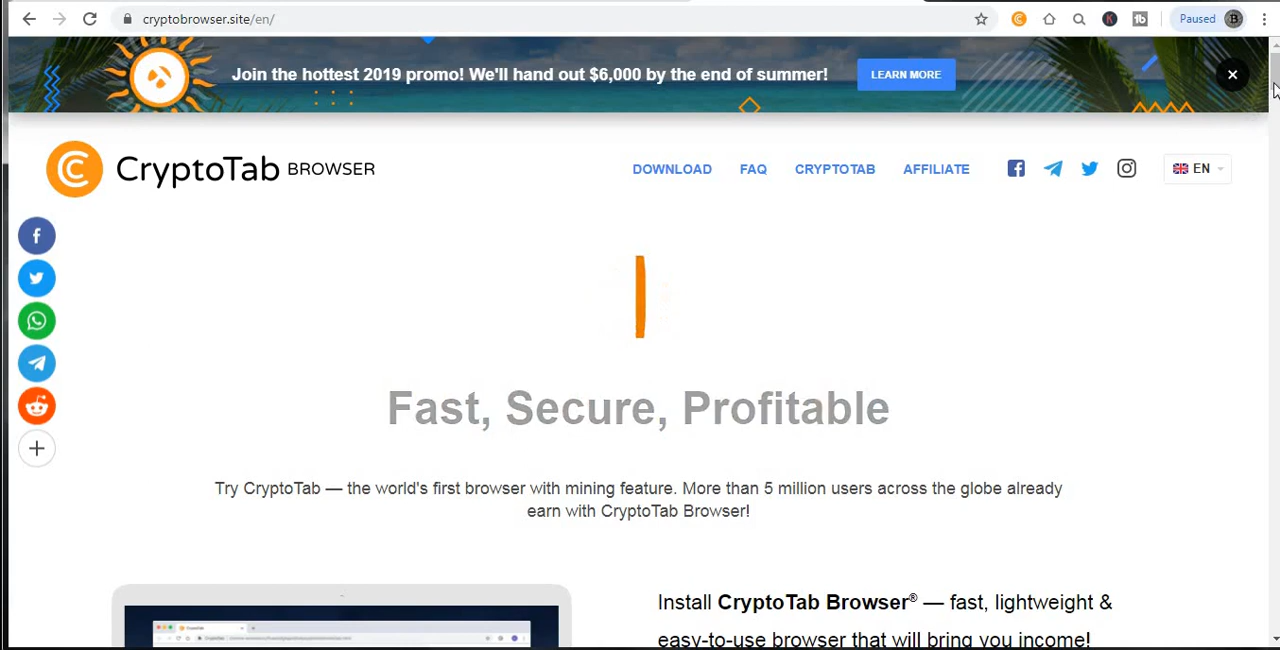 cryptobrowser.site/en/
Paused
Join the hottest 2019 promo! We'll hand out $6,000 by the end of summer!
LEARN MORE
CryptoTab BROWSER
DOWNLOAD FAQ CRYPTOTAB AFFILIATE
EN
Fast, Secure, Profitable
Try CryptoTab — the world's first browser with mining feature. More than 5 million users across the globe already
earn with CryptoTab Browser!
Install CryptoTab Browser® — fast, lightweight &
easy-to-use browser that will bring you income!